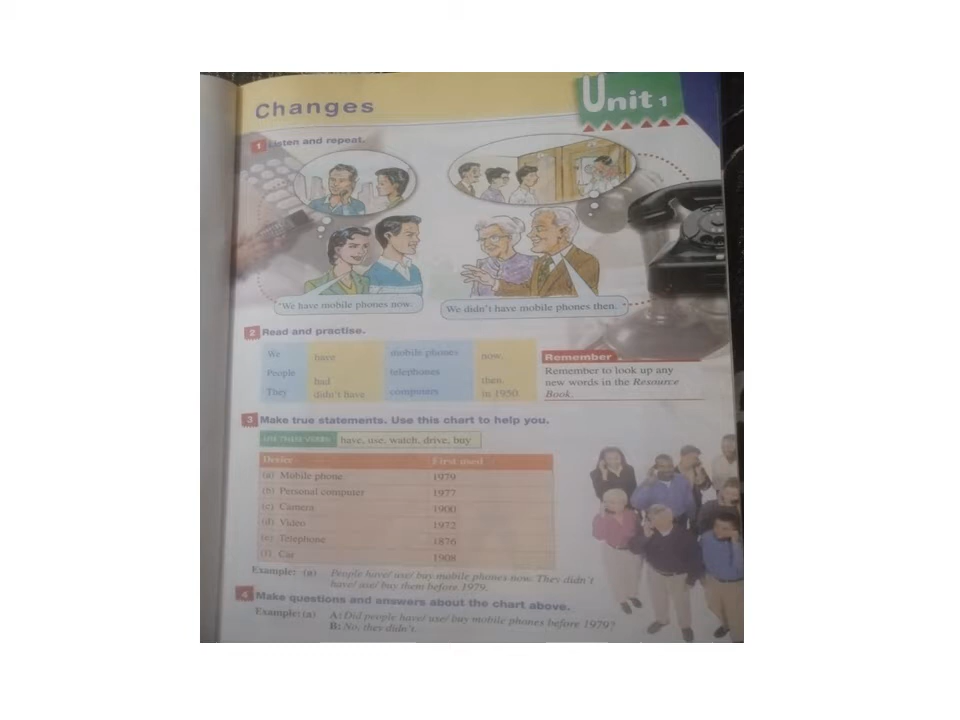 Changes
Unit 1
1 Listen and repeat.
"We have mobile phones now.
We didn't have mobile phones then."
2 Read and practise.
We have mobile phones now.
People telephones
had then.
They didn't have computers in 1950
Remember
Remember to look up any
new words in the Resource
Book.
3 Make true statements. Use this chart to help you.
USE THESE VERBS: have, use, watch, drive, buy
Device First used
(a) Mobile phone 1979
(b) Personal computer 1977
(c) Camera 1900
(d) Video 1972
(e) Telephone 1876
(f) Car 1908
Example: (a) People have/ use/ buy mobile phones now. They didn't
have/ use/ buy them before 1979.
4 Make questions and answers about the chart above.
Example: (a) A: Did people have/ use/ buy mobile phones before 1979?
B: No, they didn't.